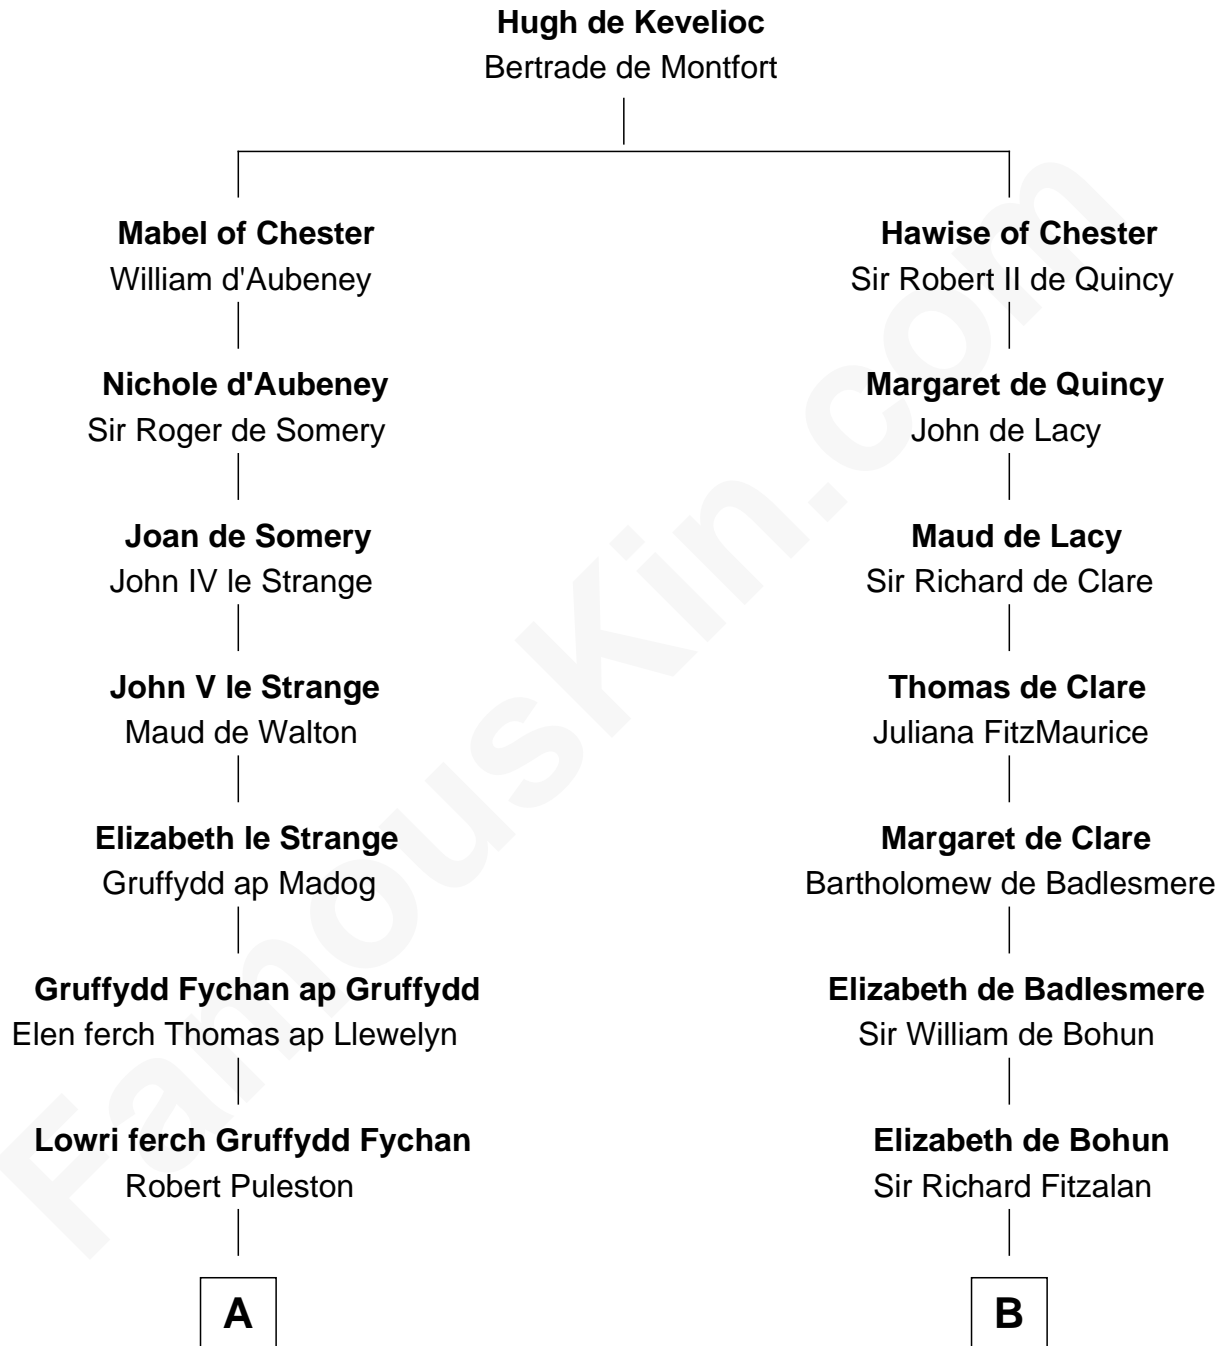 Hugh de Kevelioc
Bertrade de Montfort
Mabel of Chester
William d'Aubeney
Hawise of Chester
Sir Robert II de Quincy
Nichole d'Aubeney
Sir Roger de Somery
Margaret de Quincy
John de Lacy
Joan de Somery
John IV le Strange
Maud de Lacy
Sir Richard de Clare
John V le Strange
Maud de Walton
Thomas de Clare
Juliana FitzMaurice
Elizabeth le Strange
Gruffydd ap Madog
Margaret de Clare
Bartholomew de Badlesmere
Gruffydd Fychan ap Gruffydd
Elen ferch Thomas ap Llewelyn
Elizabeth de Badlesmere
Sir William de Bohun
Lowri ferch Gruffydd Fychan
Robert Puleston
Elizabeth de Bohun
Sir Richard Fitzalan
A
B
FamousKin.com